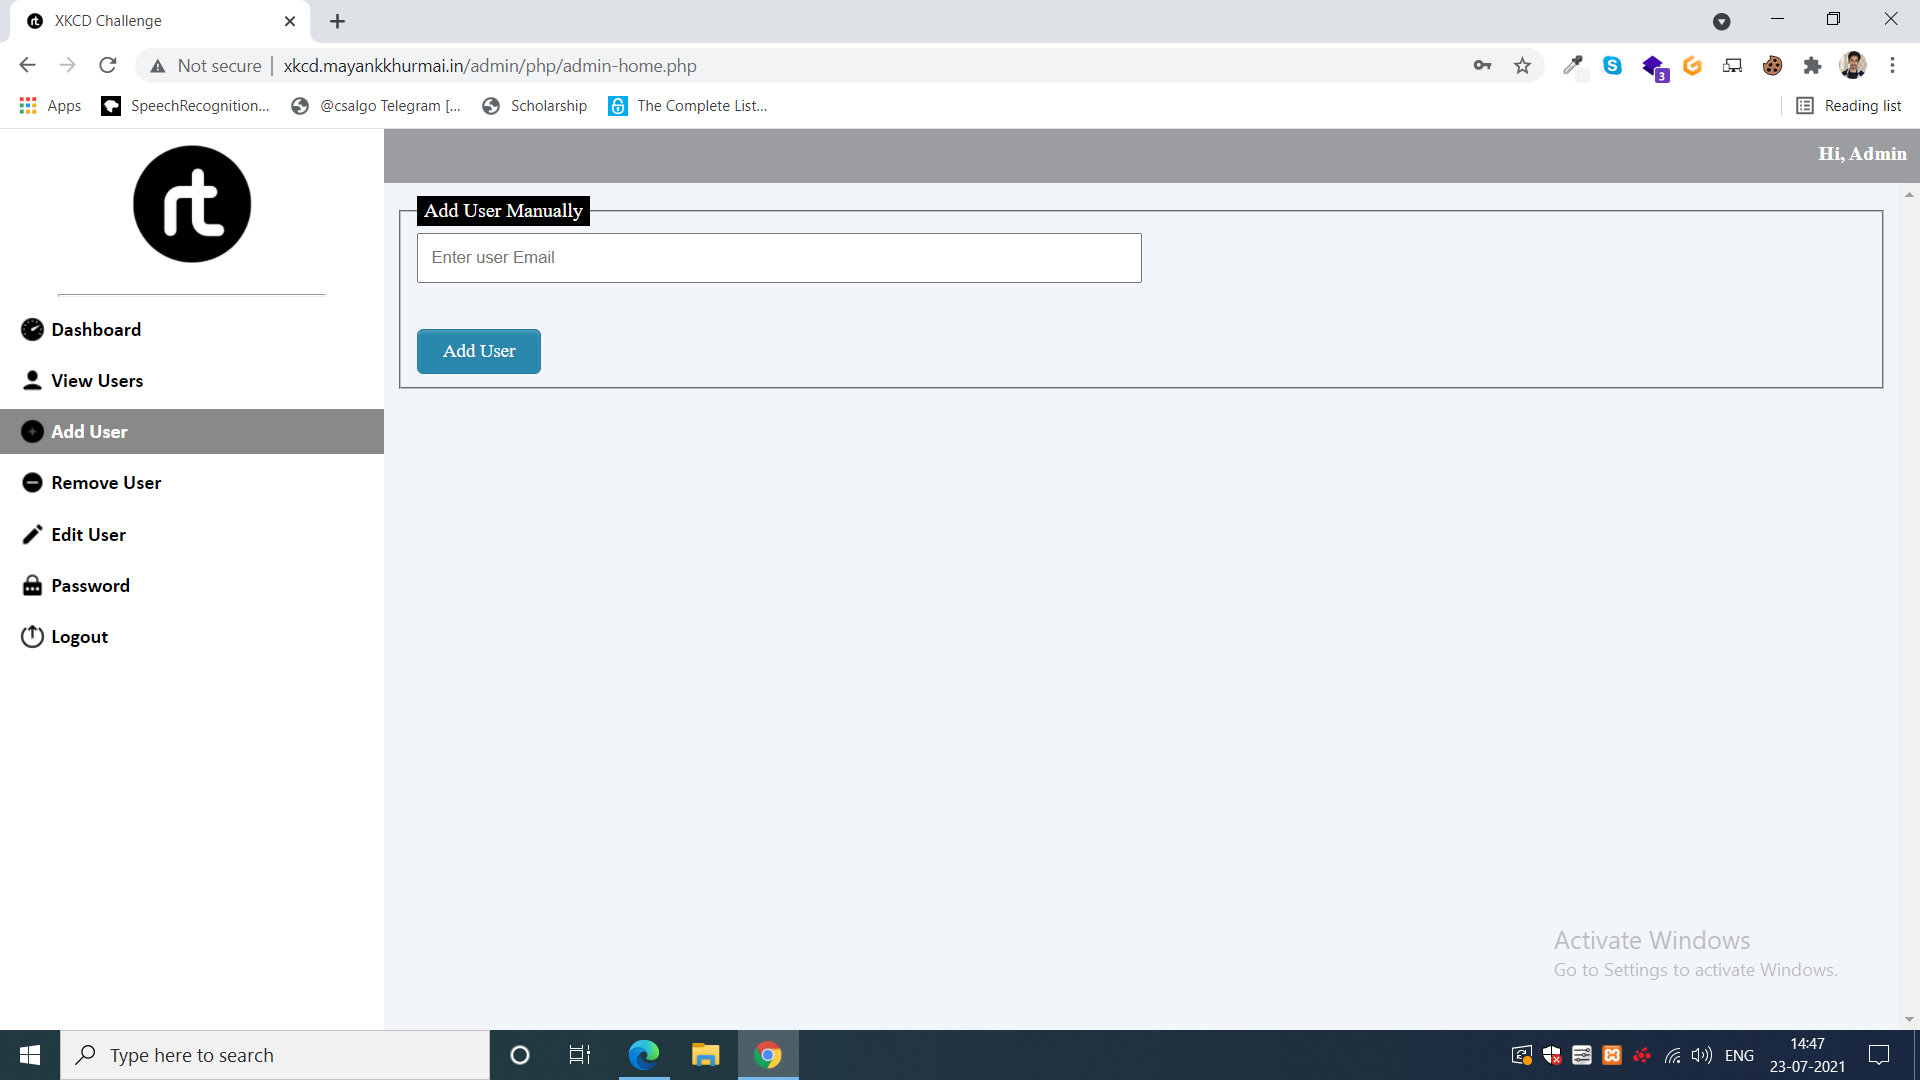 XKCD Challenge
Not secure
xkcd.mayankkhurmai.in/admin/php/admin-home.php
3
Apps
SpeechRecognition...
@csalgo Telegram [...
Scholarship
The Complete List...
Reading list
rt
Hi, Admin
Add User Manually
Enter user Email
Add User
Dashboard
View Users
Add User
Remove User
Edit User
Password
Logout
Activate Windows
Go to Settings to activate Windows.
Type here to search
ENG
14:47
23-07-2021